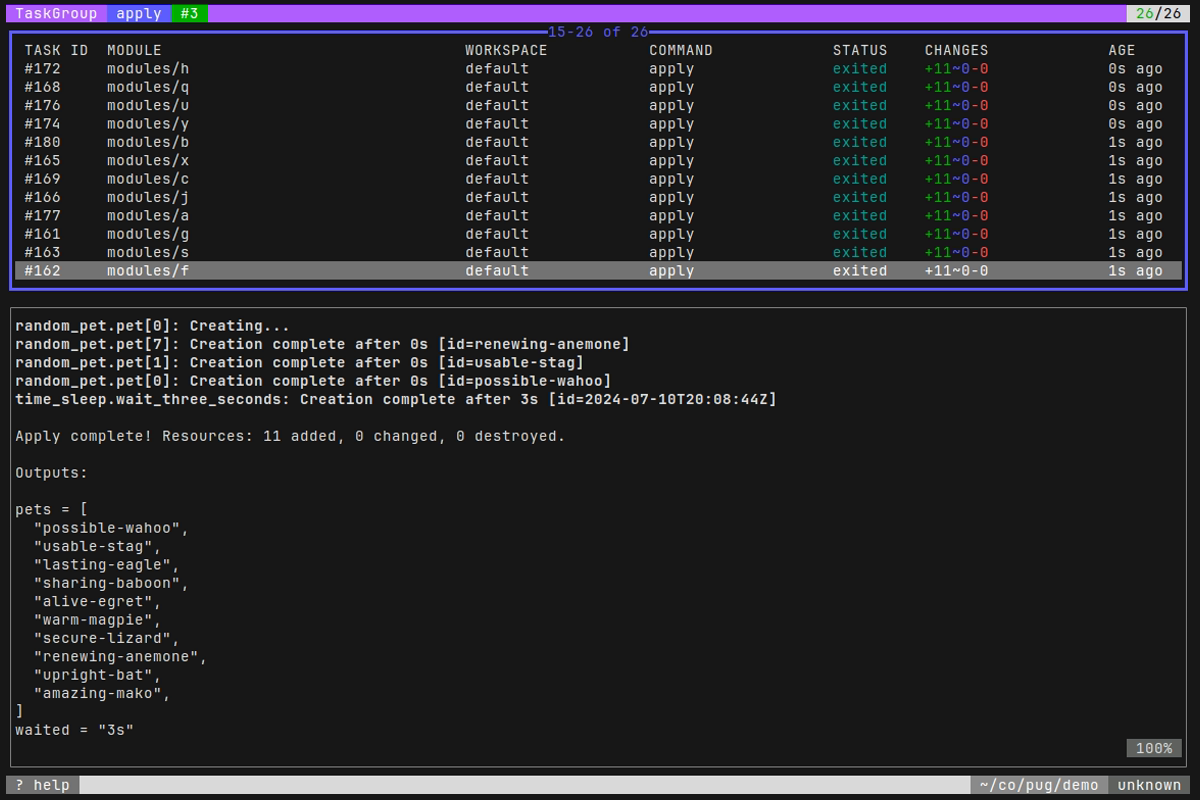 TaskGroup apply #3 26/26
15-26 of 26
TASK ID MODULE WORKSPACE COMMAND STATUS CHANGES AGE
#172 modules/h default apply exited +11~0-0 0s ago
#168 modules/q default apply exited +11~0-0 0s ago
#176 modules/u default apply exited +11~0-0 0s ago
#174 modules/y default apply exited +11~0-0 0s ago
#180 modules/b default apply exited +11~0-0 1s ago
#165 modules/x default apply exited +11~0-0 1s ago
#169 modules/c default apply exited +11~0-0 1s ago
#166 modules/j default apply exited +11~0-0 1s ago
#177 modules/a default apply exited +11~0-0 1s ago
#161 modules/g default apply exited +11~0-0 1s ago
#163 modules/s default apply exited +11~0-0 1s ago
#162 modules/f default apply exited +11~0-0 1s ago
random_pet.pet[0]: Creating...
random_pet.pet[7]: Creation complete after 0s [id=renewing-anemone]
random_pet.pet[1]: Creation complete after 0s [id=usable-stag]
random_pet.pet[0]: Creation complete after 0s [id=possible-wahoo]
time_sleep.wait_three_seconds: Creation complete after 3s [id=2024-07-10T20:08:44Z]
Apply complete! Resources: 11 added, 0 changed, 0 destroyed.
Outputs:
pets = [
"possible-wahoo",
"usable-stag",
"lasting-eagle",
"sharing-baboon",
"alive-egret",
"warm-magpie",
"secure-lizard",
"renewing-anemone",
"upright-bat",
"amazing-mako",
]
waited = "3s"
100%
? help ~/co/pug/demo unknown